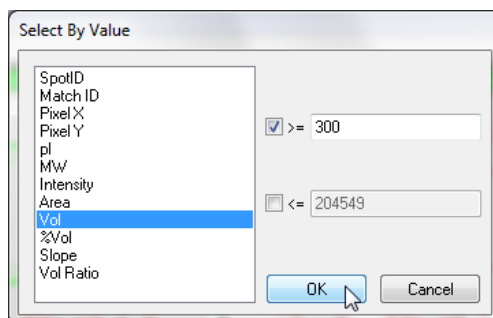 Select By Value
SpotID
Match ID
Pixel X
Pixel Y
pI
MW
Intensity
Area
Vol
%Vol
Slope
Vol Ratio
>= 300
<= 204549
OK
Cancel